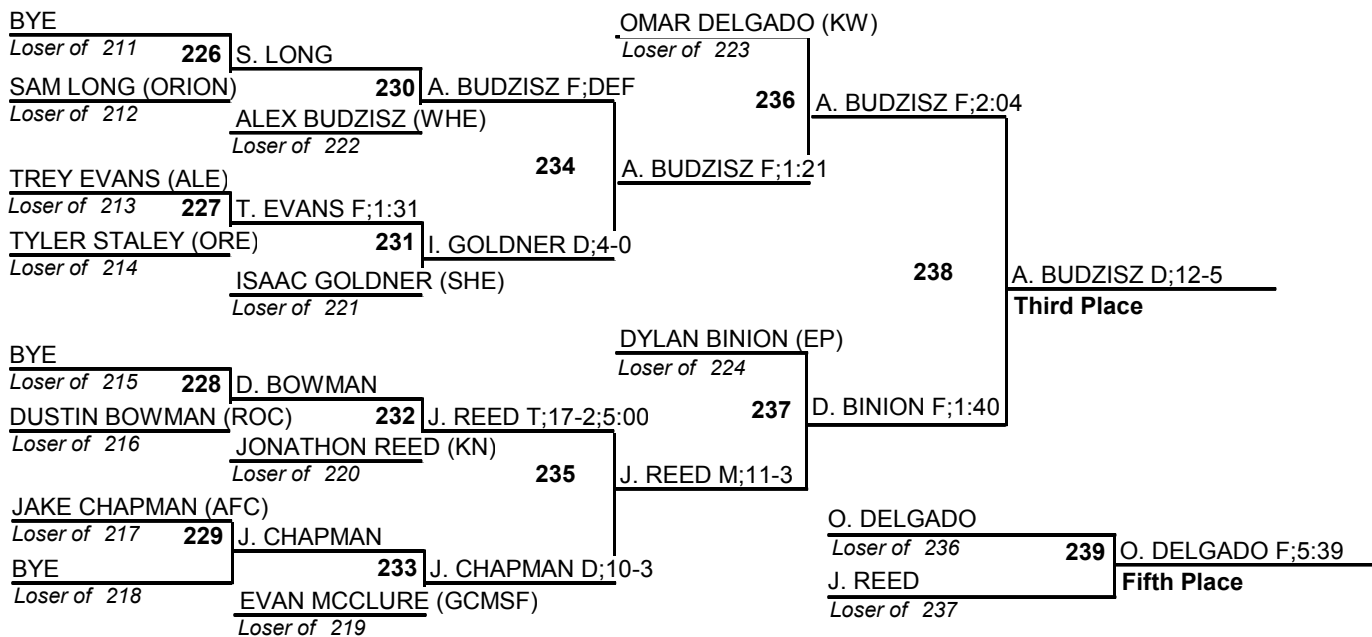 BYE
Loser of 211
226
S. LONG
SAM LONG (ORION)
Loser of 212
230
A. BUDZISZ F;DEF
ALEX BUDZISZ (WHE)
Loser of 222
TREY EVANS (ALE)
Loser of 213
227
T. EVANS F;1:31
TYLER STALEY (ORE)
Loser of 214
231
I. GOLDNER D;4-0
ISAAC GOLDNER (SHE)
Loser of 221
234
A. BUDZISZ F;1:21
OMAR DELGADO (KW)
Loser of 223
236
A. BUDZISZ F;2:04
BYE
Loser of 215
228
D. BOWMAN
DUSTIN BOWMAN (ROC)
Loser of 216
232
J. REED T;17-2;5:00
JONATHON REED (KN)
Loser of 220
JAKE CHAPMAN (AFC)
Loser of 217
229
J. CHAPMAN
BYE
Loser of 218
233
J. CHAPMAN D;10-3
EVAN MCCLURE (GCMSF)
Loser of 219
235
J. REED M;11-3
DYLAN BINION (EP)
Loser of 224
237
D. BINION F;1:40
238
A. BUDZISZ D;12-5
Third Place
O. DELGADO
Loser of 236
239
O. DELGADO F;5:39
J. REED
Fifth Place
Loser of 237